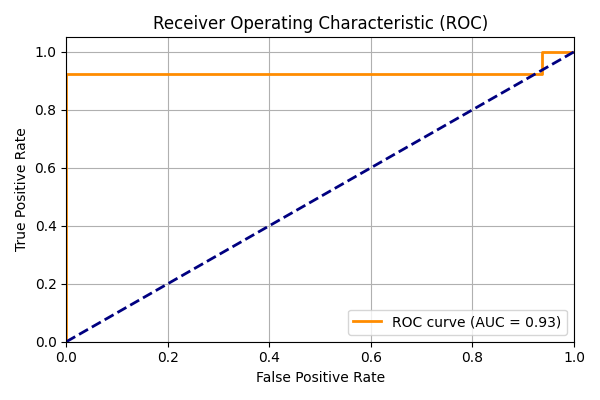 Receiver Operating Characteristic (ROC)
True Positive Rate
1.0
0.8
0.6
0.4
0.2
0.0
ROC curve (AUC = 0.93)
0.0 0.2 0.4 0.6 0.8 1.0
False Positive Rate